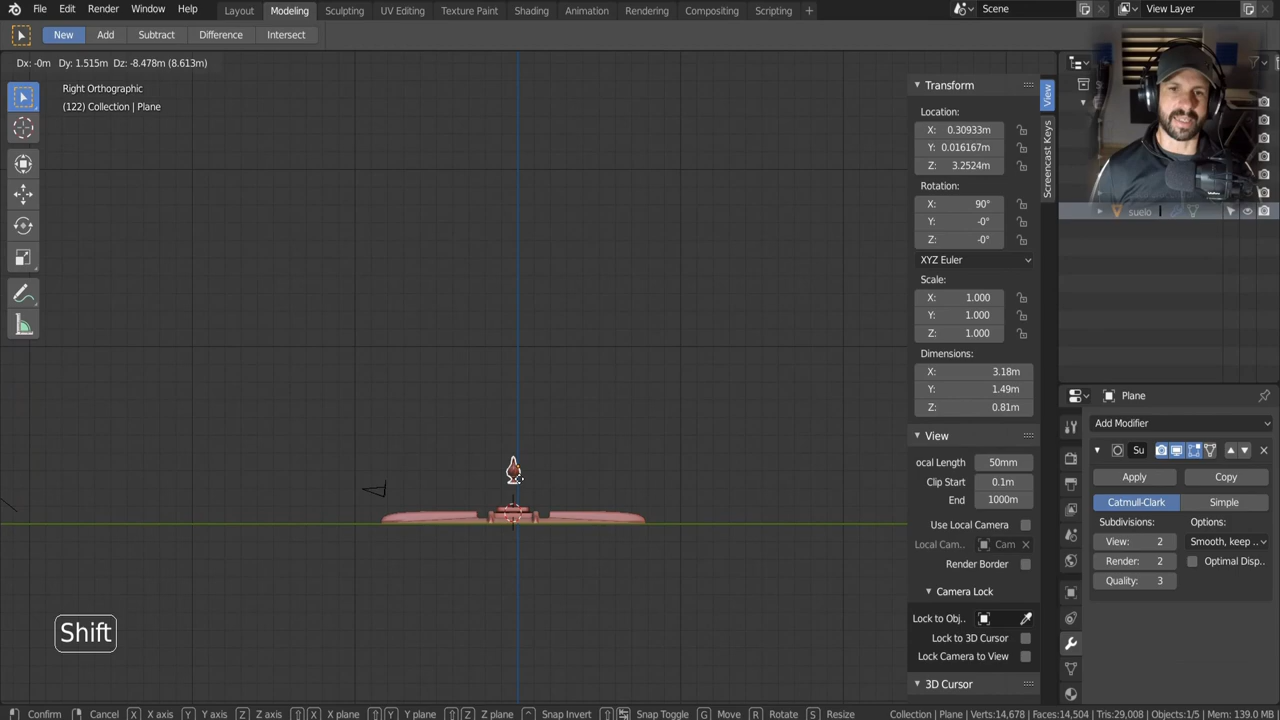 File Edit Render Window Help Layout Modeling Sculpting UV Editing Texture Paint Shading Animation Rendering Compositing Scripting + Scene View Layer
New Add Subtract Difference Intersect
Dx: -0m Dy: 1.515m Dz: -8.478m (8.613m)
Right Orthographic
(122) Collection | Plane
Transform
Location:
X: 0.30933m
Y: 0.016167m
Z: 3.2524m
Rotation:
X: 90°
Y: -0°
Z: -0°
XYZ Euler
Scale:
X: 1.000
Y: 1.000
Z: 1.000
Dimensions:
X: 3.18m
Y: 1.49m
Z: 0.81m
View
ocal Length 50mm
Clip Start 0.1m
End 1000m
Use Local Camera
Local Cam.. Cam
Render Border
Camera Lock
Lock to Obj..
Lock to 3D Cursor
Lock Camera to View
3D Cursor
View
Screencast Keys
suelo
Plane
Add Modifier
Su
Apply Copy
Catmull-Clark Simple
Subdivisions: Options:
View: 2 Smooth, keep ..
Render: 2 Optimal Disp..
Quality: 3
Shift
Confirm Cancel X X axis Y Y axis Z Z axis X X plane Y Y plane Z Z plane Snap Invert Snap Toggle G Move R Rotate S Resize Collection | Plane | Verts:14,678 | Faces:14,504 | Tris:29,008 | Objects:1/5 | Mem: 139.0 MB